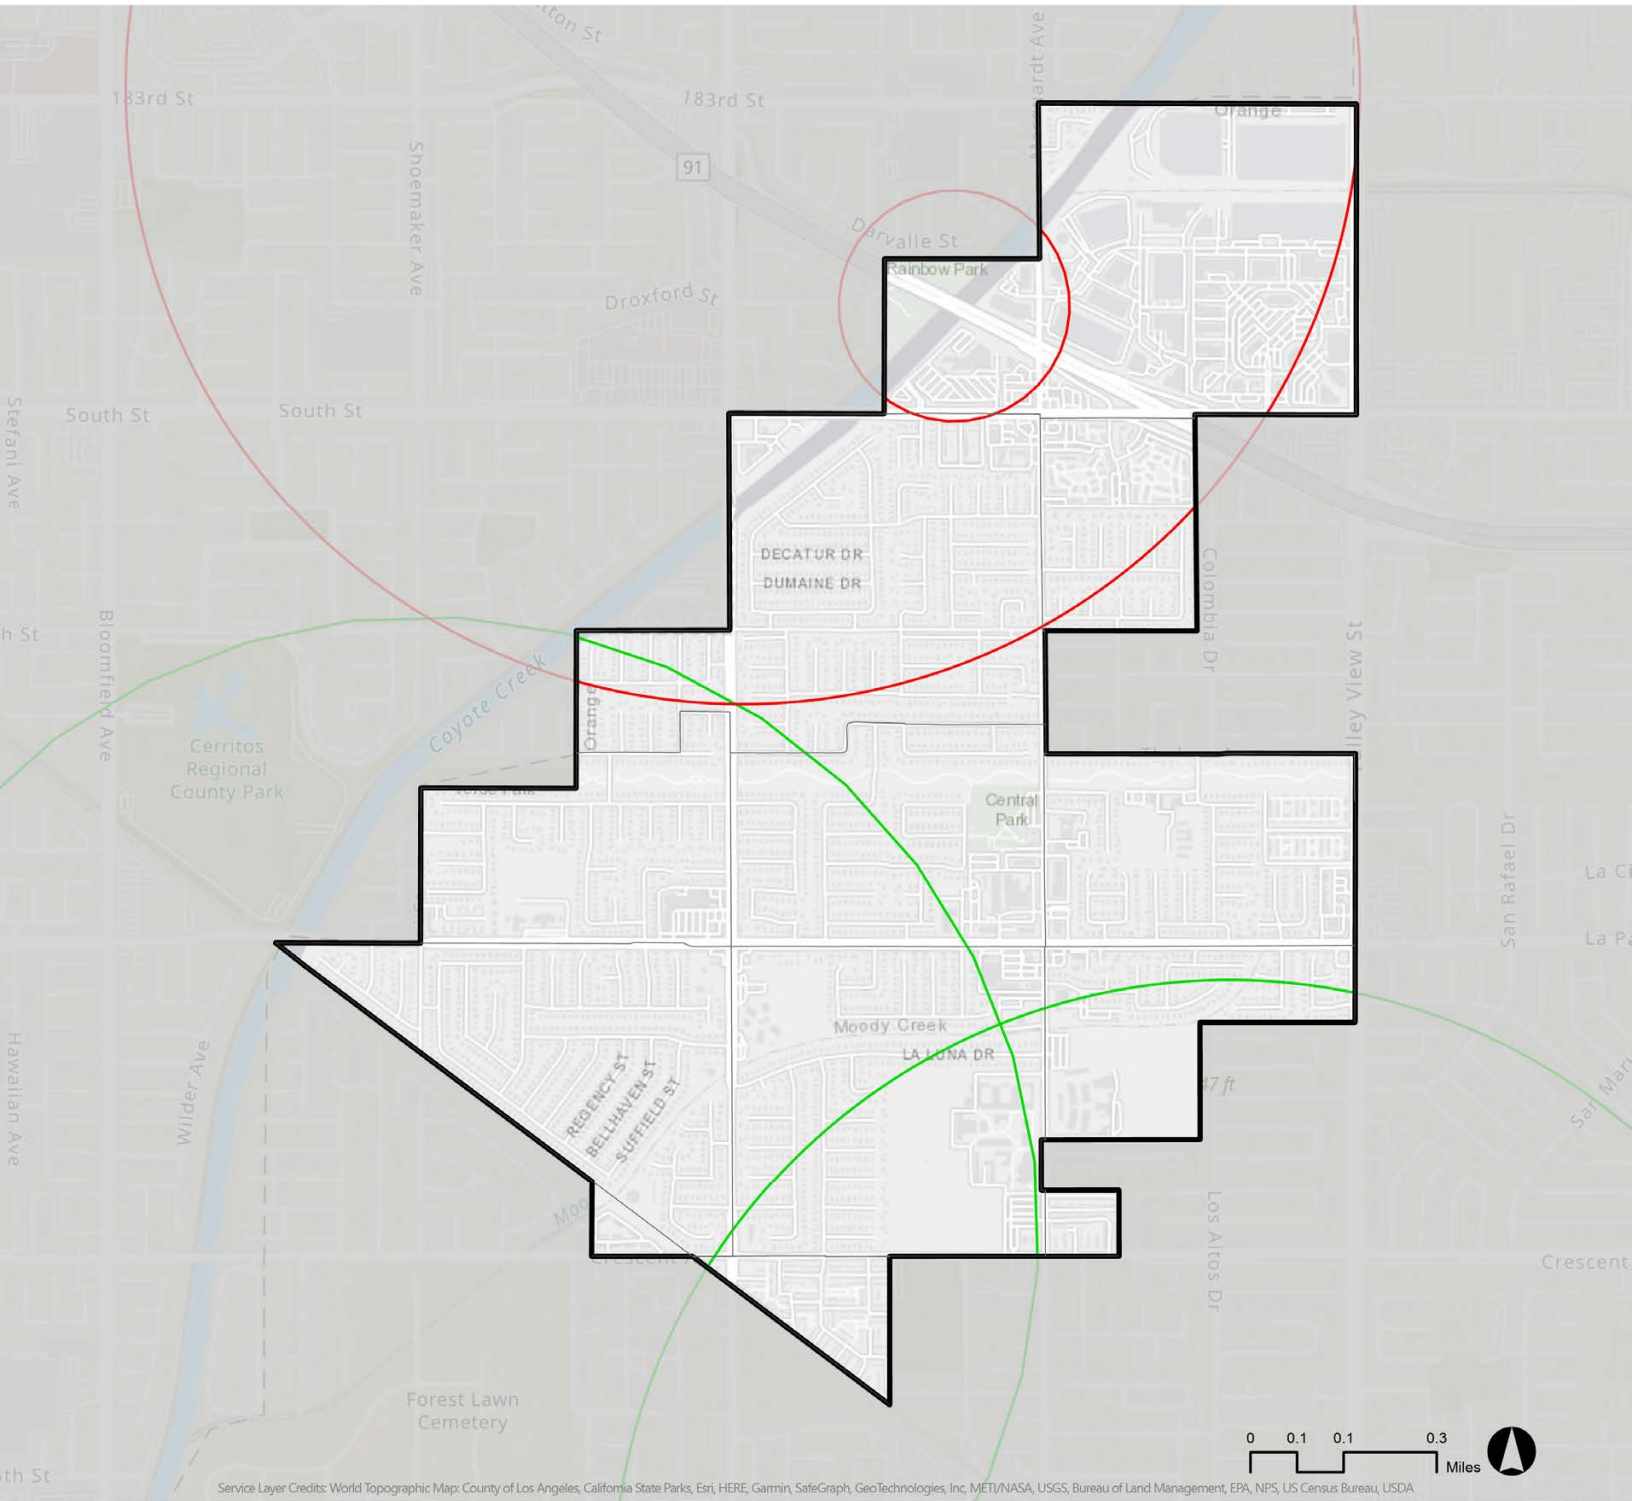 183rd St
183rd St
Orange
91
Shoemaker Ave
Darvalle St
Rainbow Park
Droxford St
South St
South St
Stefani Ave
DECATUR DR
DUMAINE DR
Colombia Dr
Bloomfield Ave
Coyote Creek
Orange
Cerritos
Regional
County Park
Central
Park
San Rafael Dr
Moody Creek
LA LUNA DR
REGENCY ST
BELLHAVEN ST
SUFFIELD ST
Hawaiian Ave
Wilder Ave
47 ft
Los Altos Dr
Crescent
Crescent
Forest Lawn
Cemetery
0 0.1 0.1 0.3
Miles
Service Layer Credits: World Topographic Map: County of Los Angeles, California State Parks, Esri, HERE, Garmin, SafeGraph, GeoTechnologies, Inc, METI/NASA, USGS, Bureau of Land Management, EPA, NPS, US Census Bureau, USDA